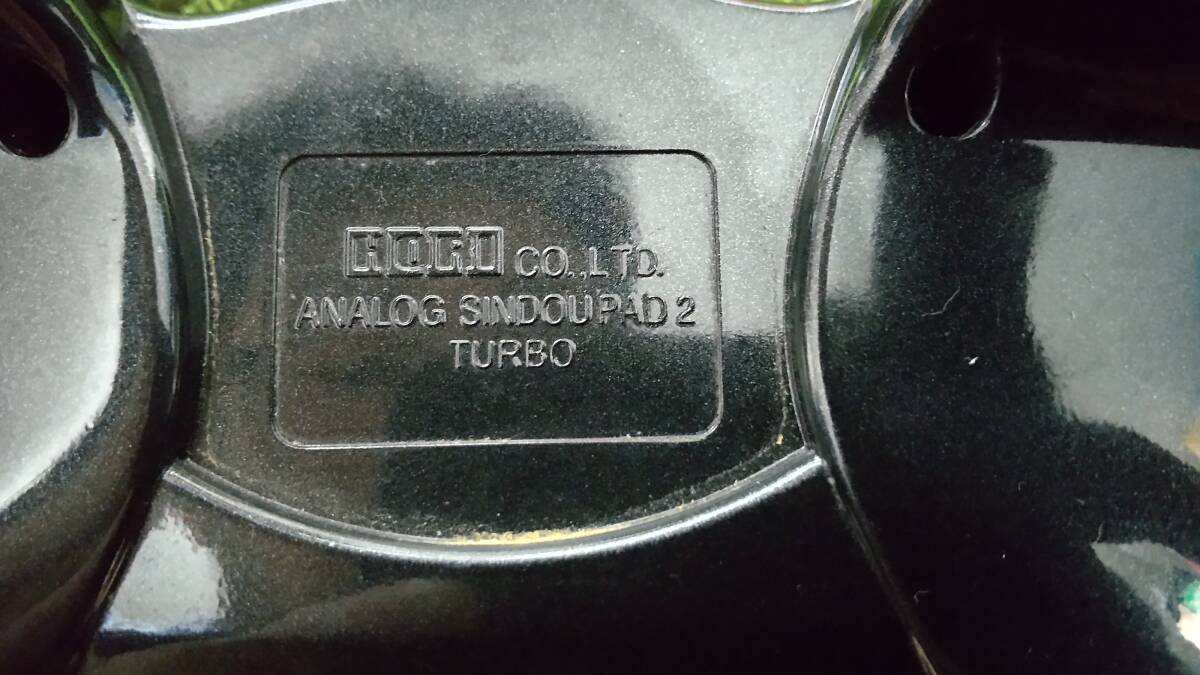 HORI CO.,LTD.
ANALOG SINDOUPAD 2
TURBO